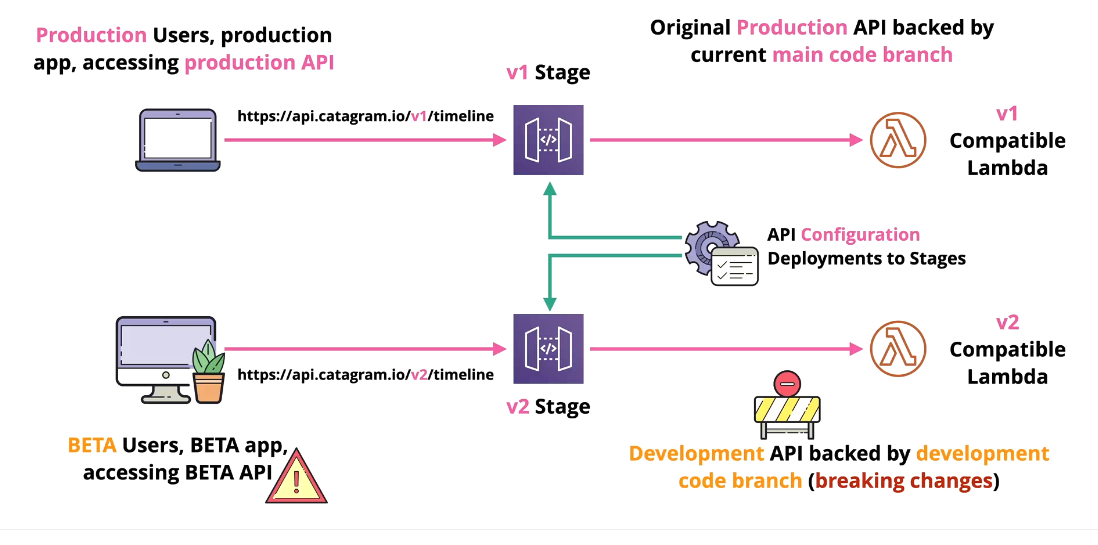 Production Users, production
app, accessing production API
Original Production API backed by
current main code branch
v1 Stage
https://api.catagram.io/v1/timeline
</>
v1
Compatible
Lambda
API Configuration
Deployments to Stages
https://api.catagram.io/v2/timeline
</>
v2
Compatible
Lambda
v2 Stage
BETA Users, BETA app,
accessing BETA API
!
Development API backed by development
code branch (breaking changes)